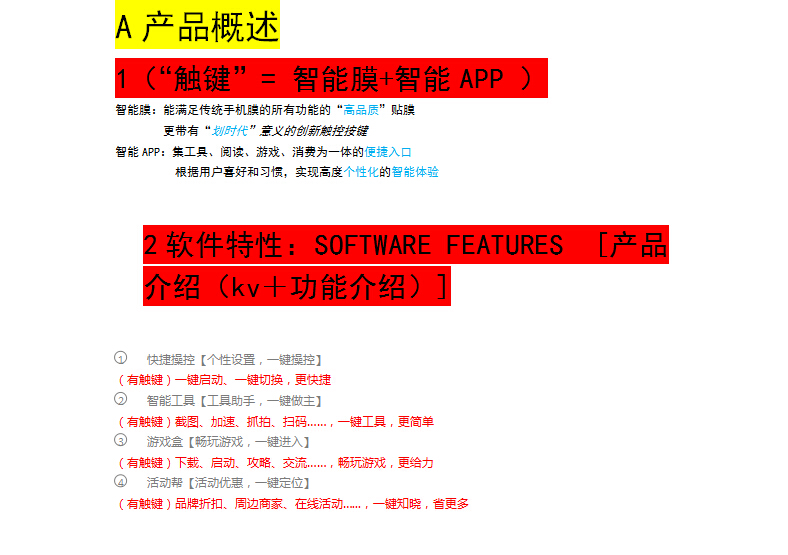 A 产品概述
1（“触键”= 智能膜+智能 APP ）
智能膜：能满足传统手机膜的所有功能的“高品质”贴膜
更带有“划时代”意义的创新触控按键
智能 APP：集工具、阅读、游戏、消费为一体的便捷入口
根据用户喜好和习惯，实现高度个性化的智能体验
2 软件特性：SOFTWARE FEATURES ［产品
介绍（kv＋功能介绍）］
① 快捷操控【个性设置，一键操控】
（有触键）一键启动、一键切换，更快捷
② 智能工具【工具助手，一键做主】
（有触键）截图、加速、抓拍、扫码……，一键工具，更简单
③ 游戏盒【畅玩游戏，一键进入】
（有触键）下载、启动、攻略、交流……，畅玩游戏，更给力
④ 活动帮【活动优惠，一键定位】
（有触键）品牌折扣、周边商家、在线活动……，一键知晓，省更多